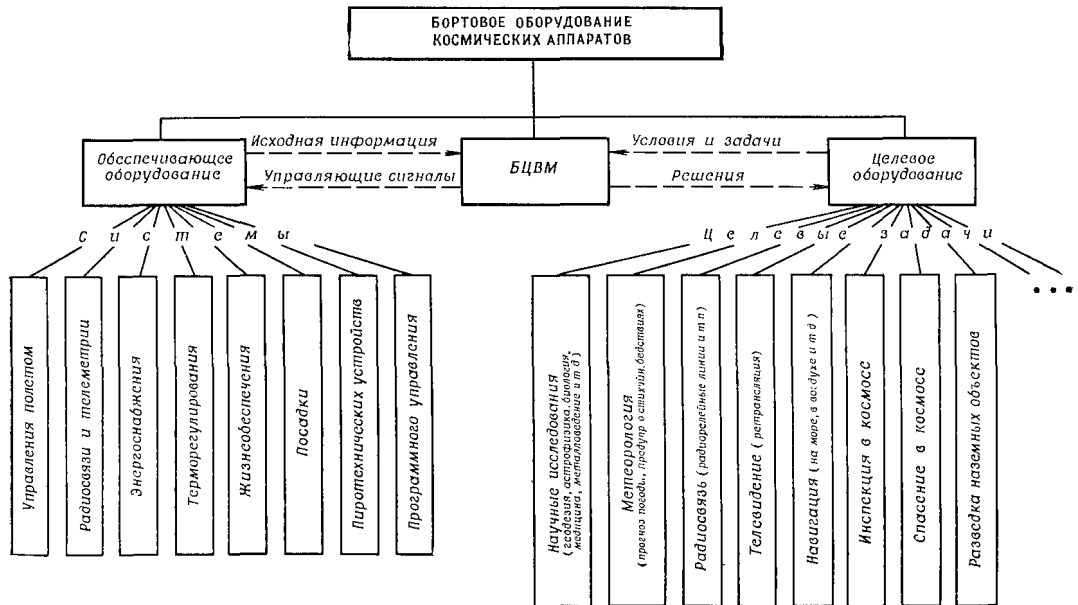 БОРТОВОЕ ОБОРУДОВАНИЕ
КОСМИЧЕСКИХ АППАРАТОВ
Обеспечивающее
оборудование
Исходная информация
Управляющие сигналы
БЦВМ
Условия и задачи
Решения
Целевое
оборудование
Системы
Целевые задачи
Управления полетом
Радиосвязи и телеметрии
Энергоснабжения
Терморегулирования
Жизнеобеспечения
Посадки
Пиротехнических устройств
Программного управления
Научные исследования
(геодезия, астрофизика, биология,
медицина, металловедение и т д)
Метеорология
(прогноз погоды, предупр о стихийн. бедствиях)
Радиосвязь (радиорелейные линии и т п)
Телевидение (ретрансляция)
Навигация (на море, в воздухе и т д)
Инспекция в космосе
Спасение в космосе
Разведка наземных объектов
...